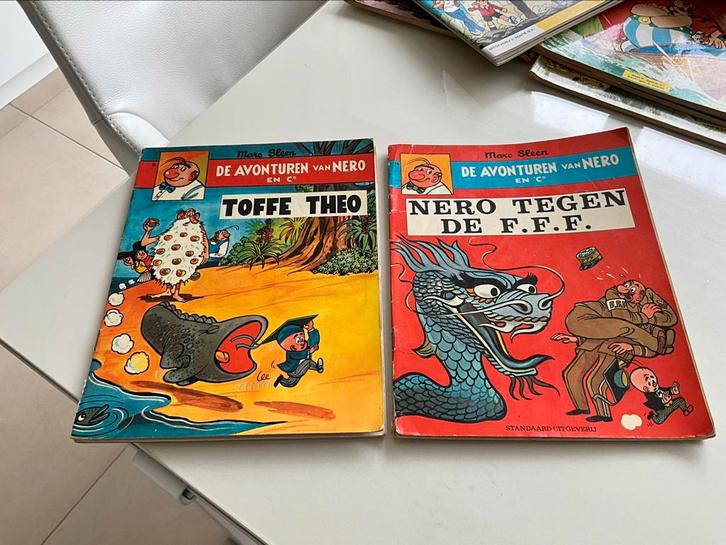 Marc Sleen
DE AVONTUREN VAN NERO
EN Cº
TOFFE THEO
Marc Sleen
DE AVONTUREN VAN NERO
EN Cº
NERO TEGEN
DE F.F.F.
STANDAARD UITGEVERIJ